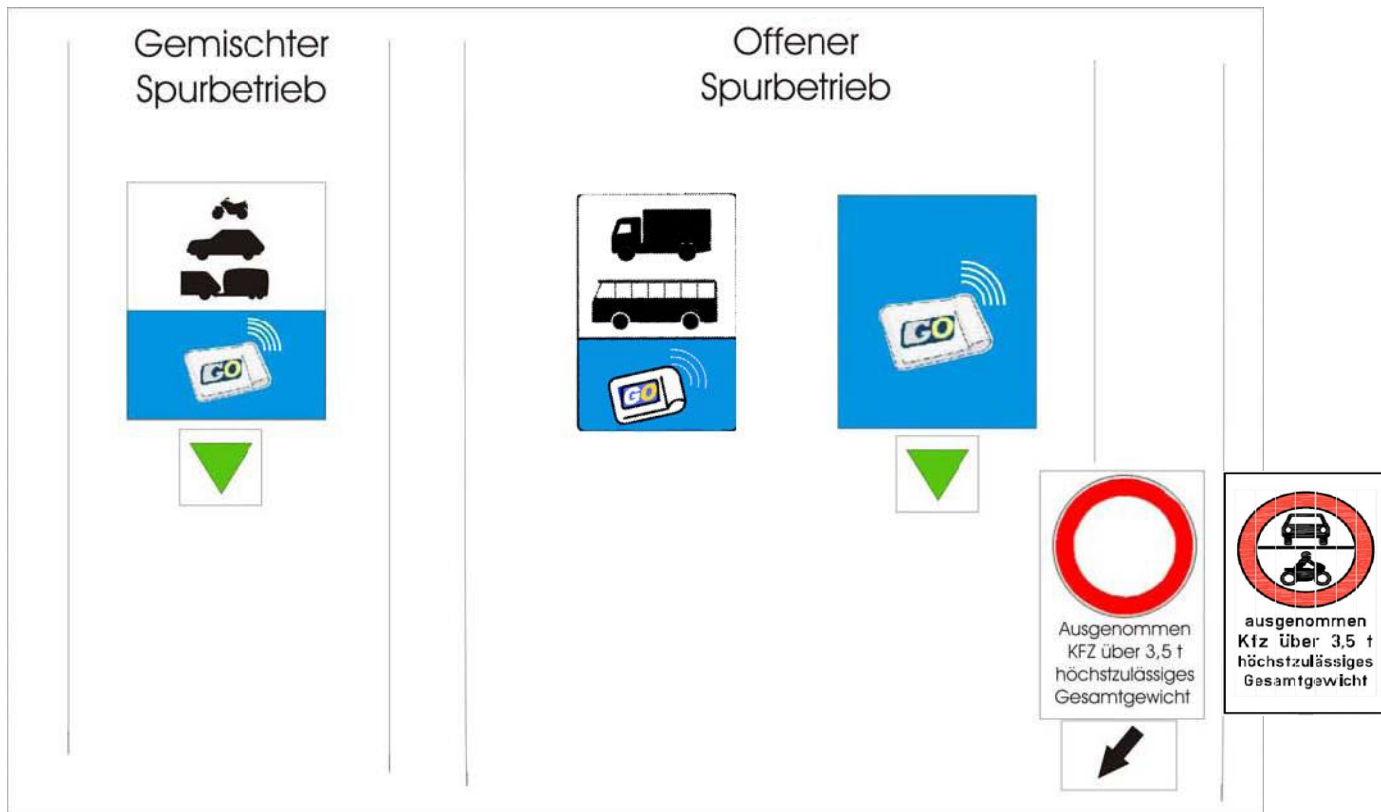 Gemischter
Spurbetrieb
Offener
Spurbetrieb
GO
GO
GO
Ausgenommen
KFZ über 3,5 t
höchstzulässiges
Gesamtgewicht
ausgenommen
Kfz über 3,5 t
höchstzulässiges
Gesamtgewicht